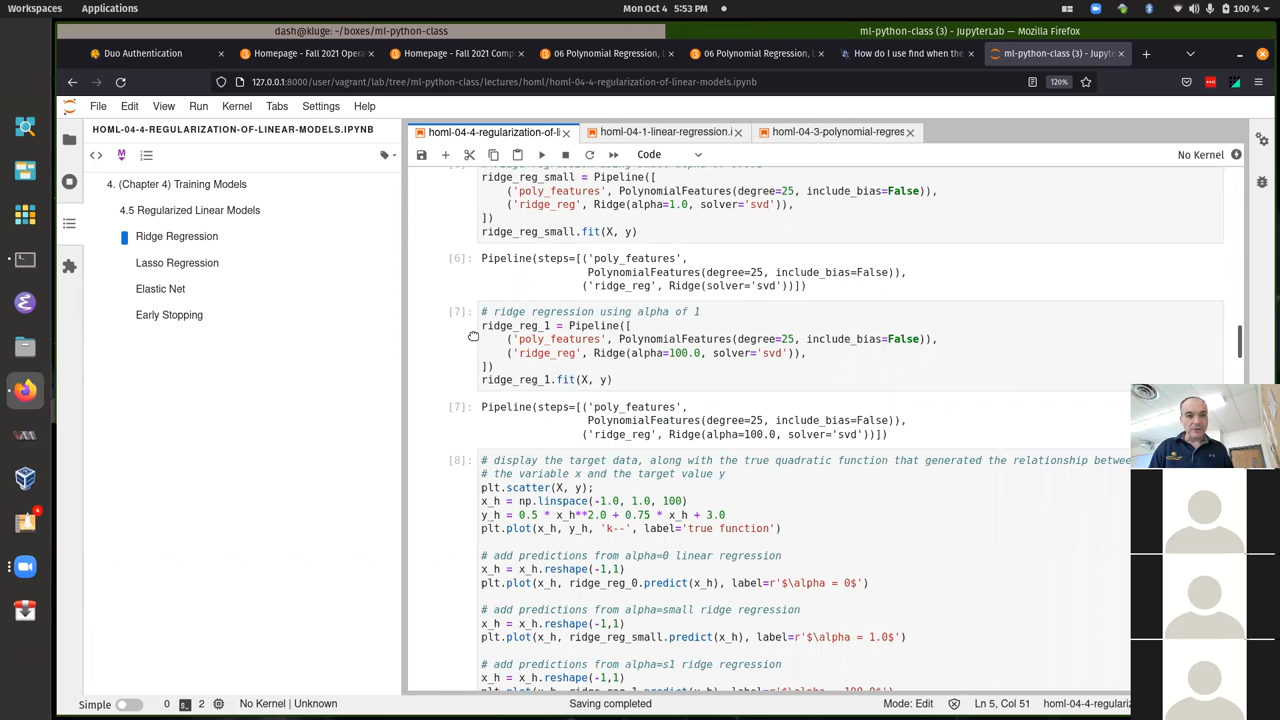 Workspaces
Applications
Mon Oct 4 5:53 PM
100 %
dash@kluge: ~/boxes/ml-python-class
ml-python-class (3) - JupyterLab — Mozilla Firefox
Duo Authentication
Homepage - Fall 2021 Oper
Homepage - Fall 2021 Comp
06 Polynomial Regression, L
06 Polynomial Regression, L
How do I use find when the
ml-python-class (3) - Jupyte
127.0.0.1:8000/user/vagrant/lab/tree/ml-python-class/lectures/homl/homl-04-4-regularization-of-linear-models.ipynb
120%
File Edit View Run Kernel Tabs Settings Help
HOML-04-4-REGULARIZATION-OF-LINEAR-MODELS.IPYNB
homl-04-4-regularization-of-li
homl-04-1-linear-regression.i
homl-04-3-polynomial-regres
Code
No Kernel
4. (Chapter 4) Training Models
4.5 Regularized Linear Models
Ridge Regression
Lasso Regression
Elastic Net
Early Stopping
ridge_reg_small = Pipeline([
('poly_features', PolynomialFeatures(degree=25, include_bias=False)),
('ridge_reg', Ridge(alpha=1.0, solver='svd')),
])
ridge_reg_small.fit(X, y)
[6]: Pipeline(steps=[('poly_features',
PolynomialFeatures(degree=25, include_bias=False)),
('ridge_reg', Ridge(solver='svd'))])
[7]: # ridge regression using alpha of 1
ridge_reg_1 = Pipeline([
('poly_features', PolynomialFeatures(degree=25, include_bias=False)),
('ridge_reg', Ridge(alpha=100.0, solver='svd')),
])
ridge_reg_1.fit(X, y)
[7]: Pipeline(steps=[('poly_features',
PolynomialFeatures(degree=25, include_bias=False)),
('ridge_reg', Ridge(alpha=100.0, solver='svd'))])
[8]: # display the target data, along with the true quadratic function that generated the relationship betwe
# the variable x and the target value y
plt.scatter(X, y);
x_h = np.linspace(-1.0, 1.0, 100)
y_h = 0.5 * x_h**2.0 + 0.75 * x_h + 3.0
plt.plot(x_h, y_h, 'k--', label='true function')
# add predictions from alpha=0 linear regression
x_h = x_h.reshape(-1,1)
plt.plot(x_h, ridge_reg_0.predict(x_h), label=r'$\alpha = 0$')
# add predictions from alpha=small ridge regression
x_h = x_h.reshape(-1,1)
plt.plot(x_h, ridge_reg_small.predict(x_h), label=r'$\alpha = 1.0$')
# add predictions from alpha=s1 ridge regression
x_h = x_h.reshape(-1,1)
Simple 0 2 No Kernel | Unknown
Saving completed
Mode: Edit
Ln 5, Col 51
homl-04-4-regulari